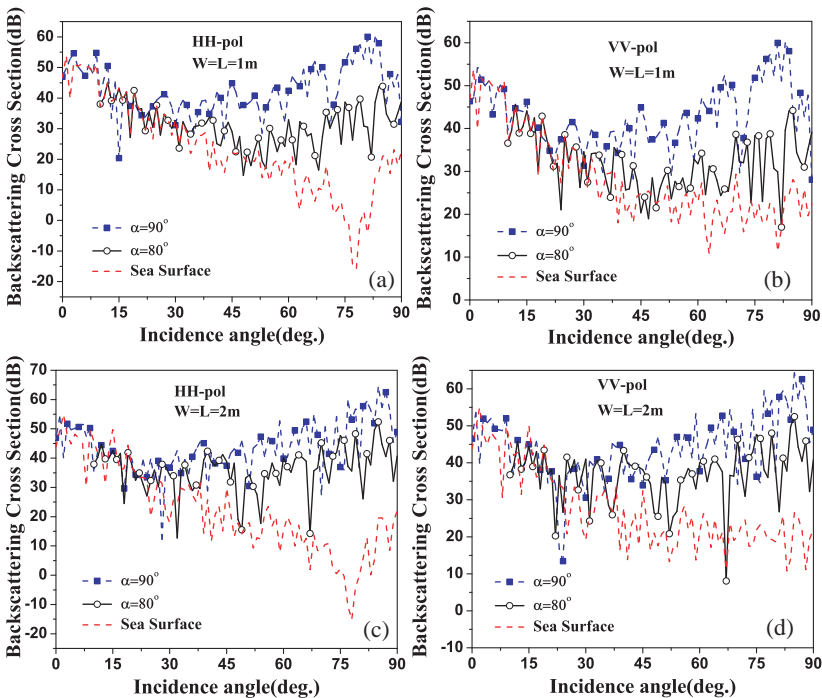 Backscattering Cross Section(dB)
60
50
40
30
20
10
0
-10
-20
HH-pol
W=L=1m
α=90°
α=80°
Sea Surface
(a)
0 15 30 45 60 75 90
Incidence angle(deg.)
Backscattering Cross Section(dB)
60
50
40
30
20
10
0
VV-pol
W=L=1m
α=90°
α=80°
Sea Surface
(b)
0 15 30 45 60 75 90
Incidence angle(deg.)
Backscattering Cross Section(dB)
70
60
50
40
30
20
10
0
-10
-20
HH-pol
W=L=2m
α=90°
α=80°
Sea Surface
(c)
0 15 30 45 60 75 90
Incidence angle(deg.)
Backscattering Cross Section(dB)
60
50
40
30
20
10
0
-10
VV-pol
W=L=2m
α=90°
α=80°
Sea Surface
(d)
0 15 30 45 60 75 90
Incidence angle(deg.)